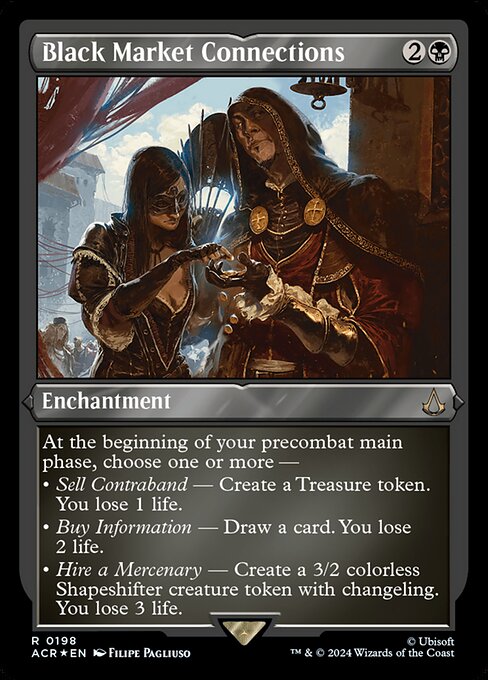 Black Market Connections 2
Enchantment
At the beginning of your precombat main
phase, choose one or more —
• Sell Contraband — Create a Treasure token.
You lose 1 life.
• Buy Information — Draw a card. You lose
2 life.
• Hire a Mercenary — Create a 3/2 colorless
Shapeshifter creature token with changeling.
You lose 3 life.
R 0198
ACR★EN Filipe Pagliuso
© Ubisoft
™ & © 2024 Wizards of the Coast